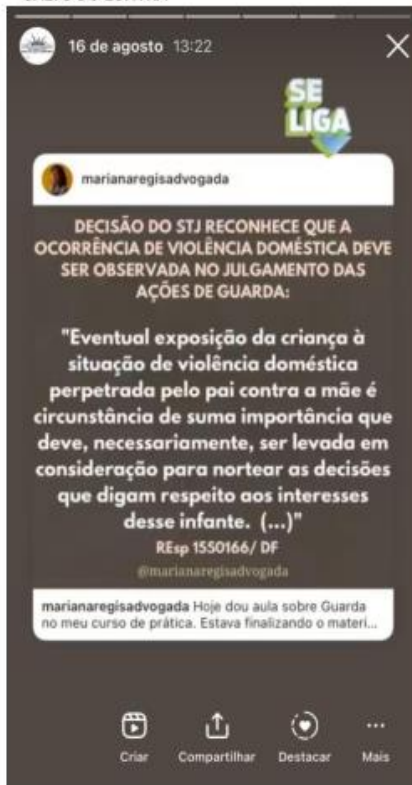 16 de agosto 13:22
SE
LIGA
marianaregisadvogada
DECISÃO DO STJ RECONHECE QUE A
OCORRÊNCIA DE VIOLÊNCIA DOMÉSTICA DEVE
SER OBSERVADA NO JULGAMENTO DAS
AÇÕES DE GUARDA:
"Eventual exposição da criança à
situação de violência doméstica
perpetrada pelo pai contra a mãe é
circunstância de suma importância que
deve, necessariamente, ser levada em
consideração para nortear as decisões
que digam respeito aos interesses
desse infante. (...)"
REsp 1550166/ DF
@marianaregisadvogada
marianaregisadvogada Hoje dou aula sobre Guarda
no meu curso de prática. Estava finalizando o materi...
Criar Compartilhar Destacar Mais